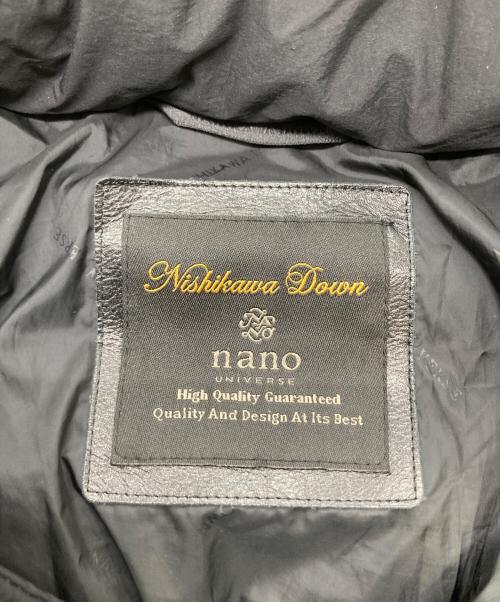 Nishikawa Down
nano
UNIVERSE
High Quality Guaranteed
Quality And Design At Its Best